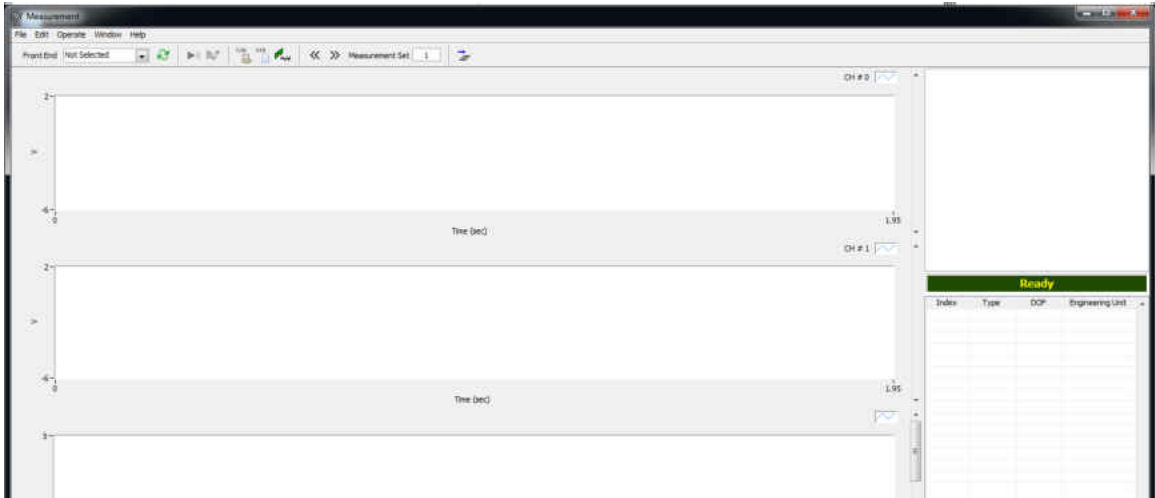 Measurement
File Edit Operate Window Help
Front End Not Selected Measurement Set 1
CH # 0
2
V
-6
0 1.95
Time (sec)
CH # 1
2
V
-6
0 1.95
Time (sec)
3
Ready
Index Type DOF Engineering Unit